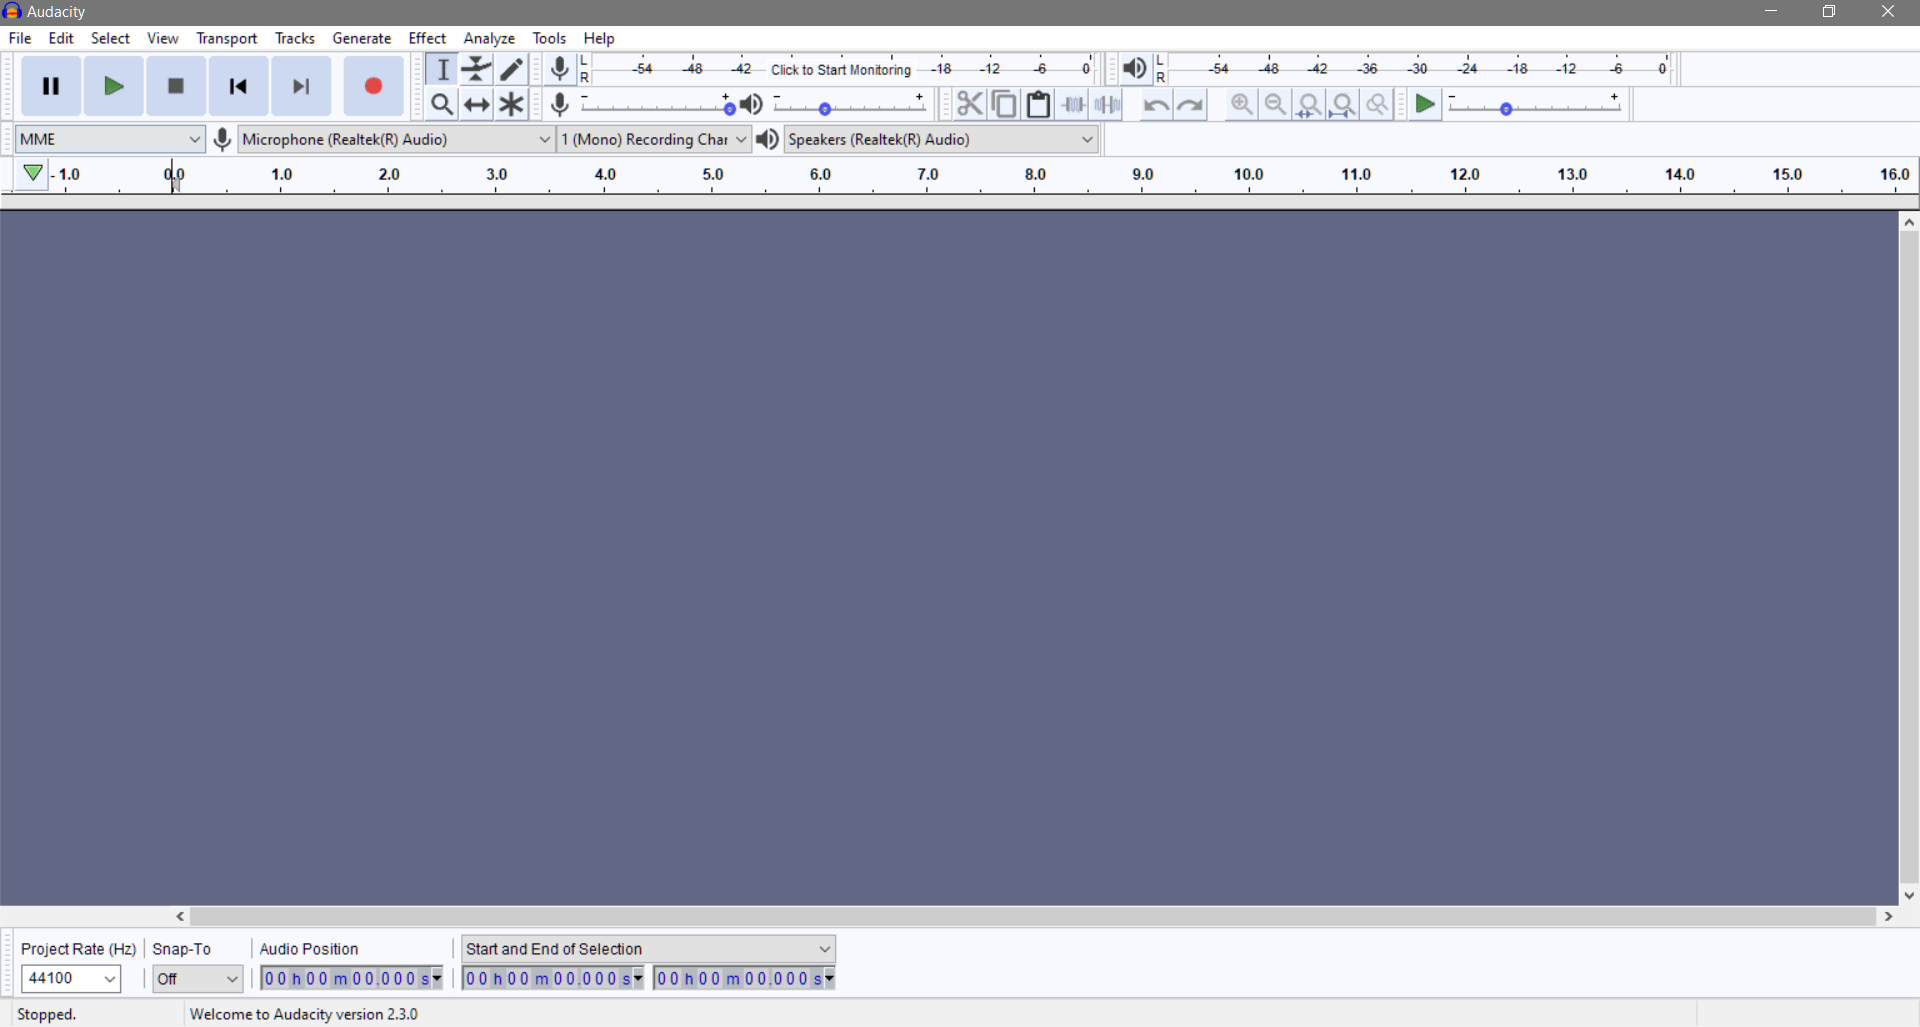 Audacity
File Edit Select View Transport Tracks Generate Effect Analyze Tools Help
L R -54 -48 -42 Click to Start Monitoring -18 -12 -6 0 L R -54 -48 -42 -36 -30 -24 -18 -12 -6 0
- + - + - +
MME Microphone (Realtek(R) Audio) 1 (Mono) Recording Char Speakers (Realtek(R) Audio)
-1.0 0.0 1.0 2.0 3.0 4.0 5.0 6.0 7.0 8.0 9.0 10.0 11.0 12.0 13.0 14.0 15.0 16.0
Project Rate (Hz) Snap-To Audio Position Start and End of Selection
44100 Off 00 h 00 m 00.000 s 00 h 00 m 00.000 s 00 h 00 m 00.000 s
Stopped. Welcome to Audacity version 2.3.0